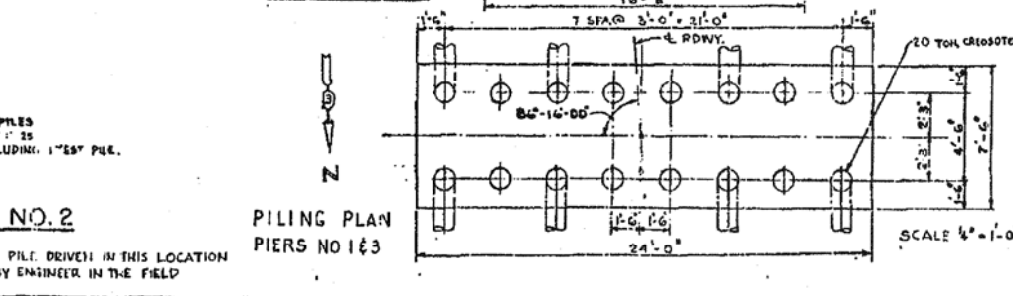 7 SPA.@ 3'-0" = 21'-0"
1'-6"
1'-6"
℄ RDWY.
20 TON, CREOSOTE
86°-16'-00"
1'-6"
2'-3"
2'-3"
4'-6"
7'-6"
1'-6"
PILES
25
LUDING 1 TEST PILE.
3
N
NO. 2
PILING PLAN
PIERS NO 1 & 3
1'-6" 1'-6"
24'-0"
SCALE ¼" = 1'-0
PILE DRIVEN IN THIS LOCATION
BY ENGINEER IN THE FIELD